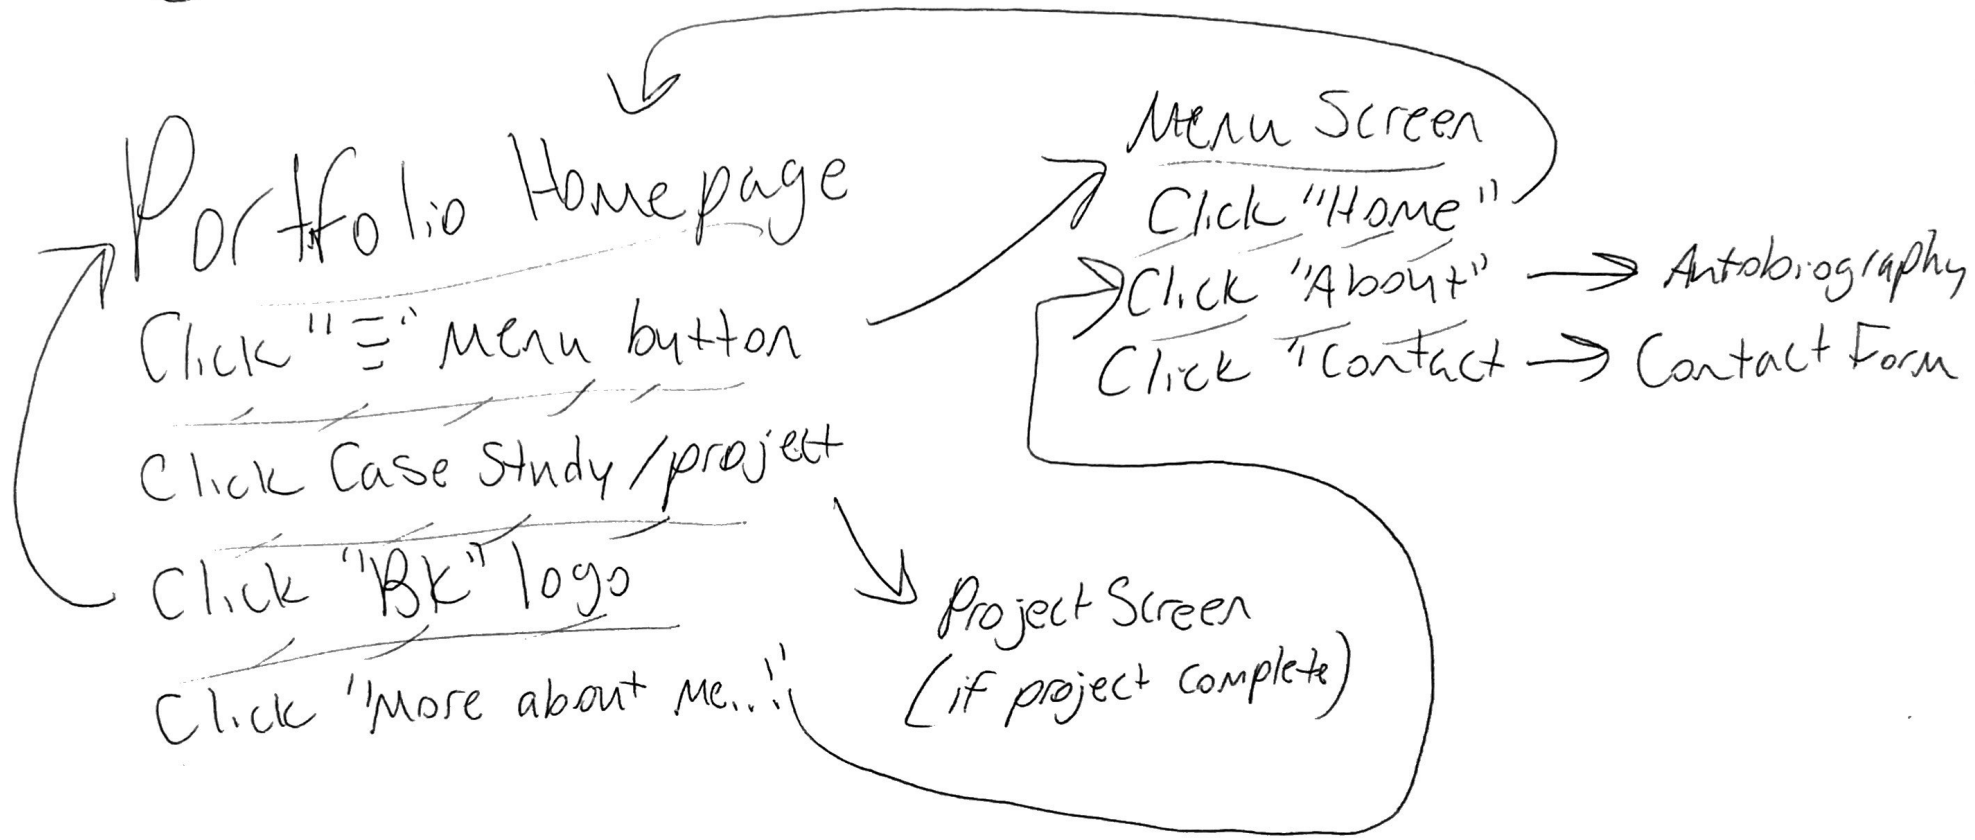 Portfolio Homepage
Click "☰" Menu button
Click Case Study/project
Click "BK" logo
Click "More about me..."
Menu Screen
Click "Home"
Click "About" → Autobiography
Click "Contact → Contact Form
Project Screen
(if project complete)